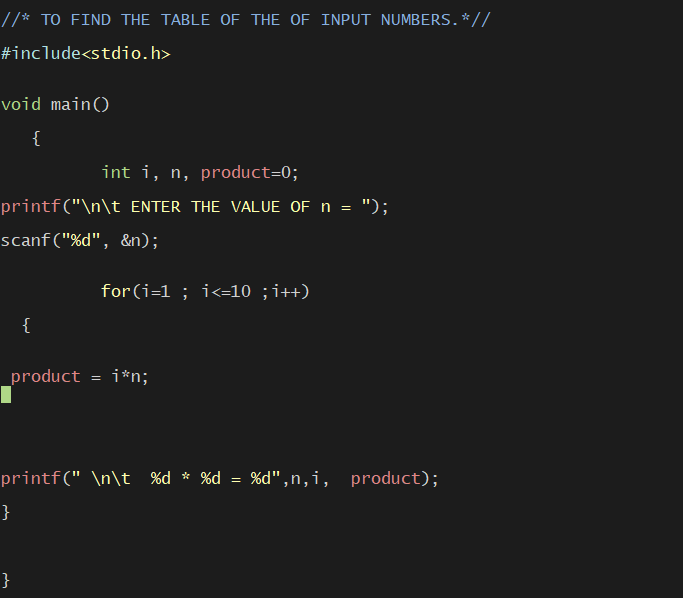 //* TO FIND THE TABLE OF THE OF INPUT NUMBERS.*//
#include<stdio.h>
void main()
{
int i, n, product=0;
printf("\n\t ENTER THE VALUE OF n = ");
scanf("%d", &n);
for(i=1 ; i<=10 ;i++)
{
product = i*n;
printf(" \n\t  %d * %d = %d",n,i,  product);
}
}